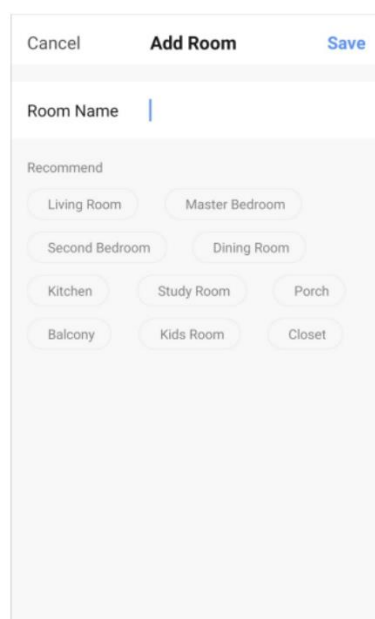 Cancel Add Room Save
Room Name
Recommend
Living Room Master Bedroom
Second Bedroom Dining Room
Kitchen Study Room Porch
Balcony Kids Room Closet